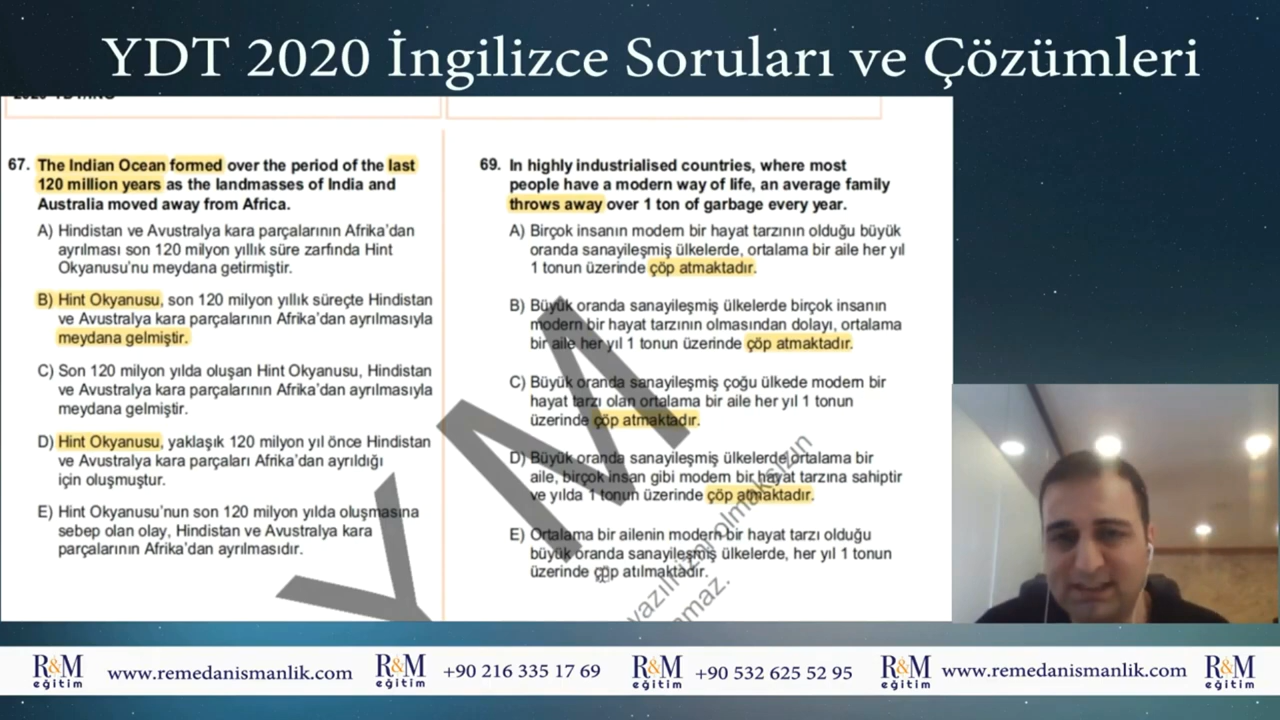 YDT 2020 İngilizce Soruları ve Çözümleri
67. The Indian Ocean formed over the period of the last
120 million years as the landmasses of India and
Australia moved away from Africa.
A) Hindistan ve Avustralya kara parçalarının Afrika'dan
ayrılması son 120 milyon yıllık süre zarfında Hint
Okyanusu'nu meydana getirmiştir.
B) Hint Okyanusu, son 120 milyon yıllık süreçte Hindistan
ve Avustralya kara parçalarının Afrika'dan ayrılmasıyla
meydana gelmiştir.
C) Son 120 milyon yılda oluşan Hint Okyanusu, Hindistan
ve Avustralya kara parçalarının Afrika'dan ayrılmasıyla
meydana gelmiştir.
D) Hint Okyanusu, yaklaşık 120 milyon yıl önce Hindistan
ve Avustralya kara parçaları Afrika'dan ayrıldığı
için oluşmuştur.
E) Hint Okyanusu'nun son 120 milyon yılda oluşmasına
sebep olan olay, Hindistan ve Avustralya kara
parçalarının Afrika'dan ayrılmasıdır.
69. In highly industrialised countries, where most
people have a modern way of life, an average family
throws away over 1 ton of garbage every year.
A) Birçok insanın modern bir hayat tarzının olduğu büyük
oranda sanayileşmiş ülkelerde, ortalama bir aile her yıl
1 tonun üzerinde çöp atmaktadır.
B) Büyük oranda sanayileşmiş ülkelerde birçok insanın
modern bir hayat tarzının olmasından dolayı, ortalama
bir aile her yıl 1 tonun üzerinde çöp atmaktadır.
C) Büyük oranda sanayileşmiş çoğu ülkede modern bir
hayat tarzı olan ortalama bir aile her yıl 1 tonun
üzerinde çöp atmaktadır.
D) Büyük oranda sanayileşmiş ülkelerde ortalama bir
aile, birçok insan gibi modern bir hayat tarzına sahiptir
ve yılda 1 tonun üzerinde çöp atmaktadır.
E) Ortalama bir ailenin modern bir hayat tarzı olduğu
büyük oranda sanayileşmiş ülkelerde, her yıl 1 tonun
üzerinde çöp atılmaktadır.
YM
yazılı izni olmaksızın
amaz.
R&M eğitim www.remedanismanlik.com R&M eğitim +90 216 335 17 69 R&M eğitim +90 532 625 52 95 R&M eğitim www.remedanismanlik.com R&M eğitim